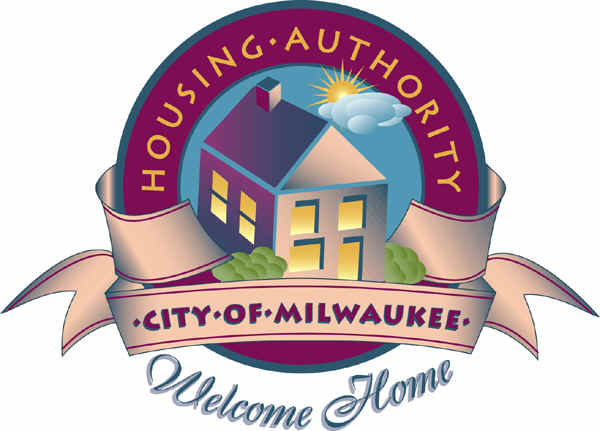 HOUSING·AUTHORITY
·CITY·OF·MILWAUKEE·
Welcome Home